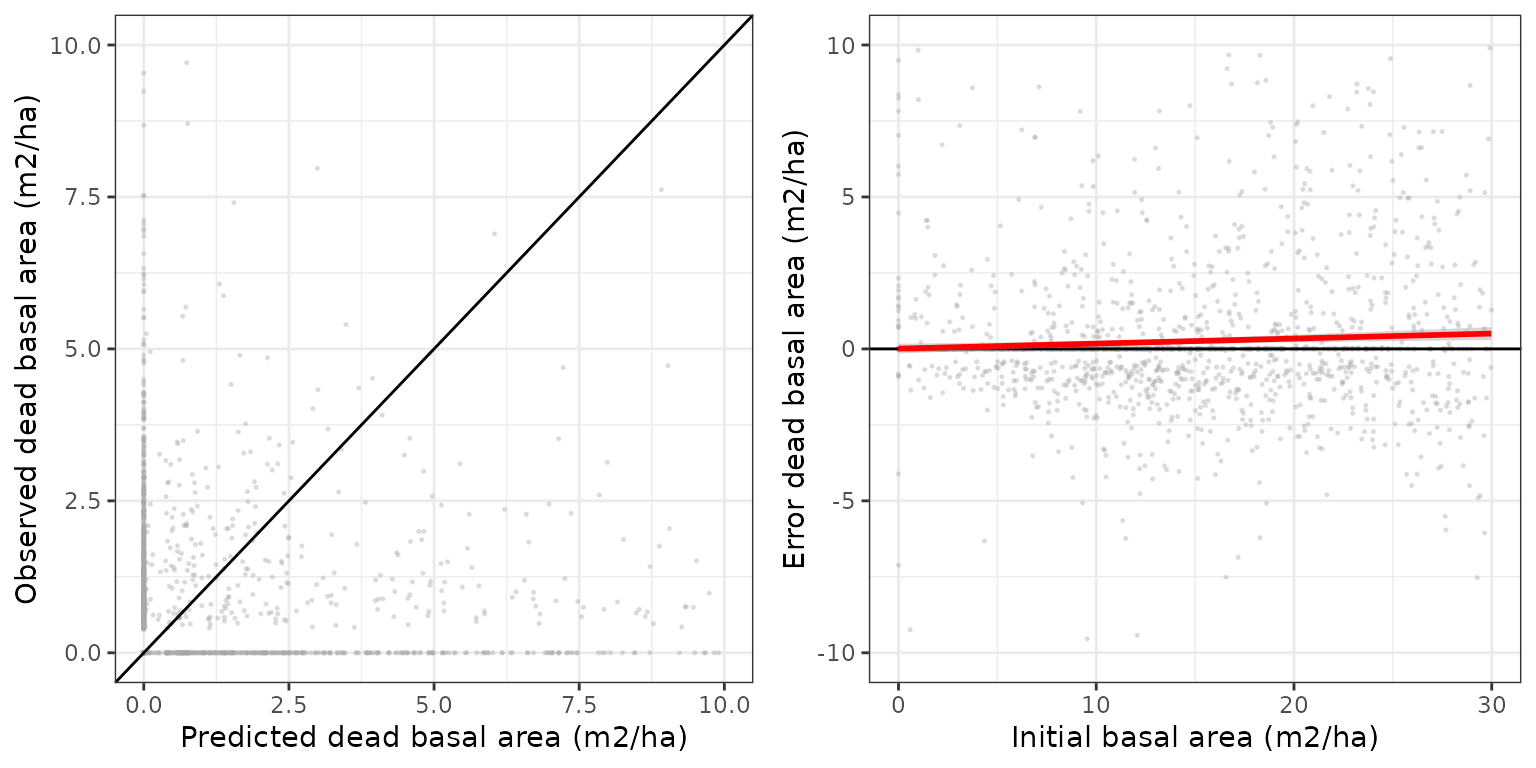 Observed dead basal area (m2/ha)
10.0
7.5
5.0
2.5
0.0
0.0 2.5 5.0 7.5 10.0
Predicted dead basal area (m2/ha)
Error dead basal area (m2/ha)
10
5
0
-5
-10
0 10 20 30
Initial basal area (m2/ha)